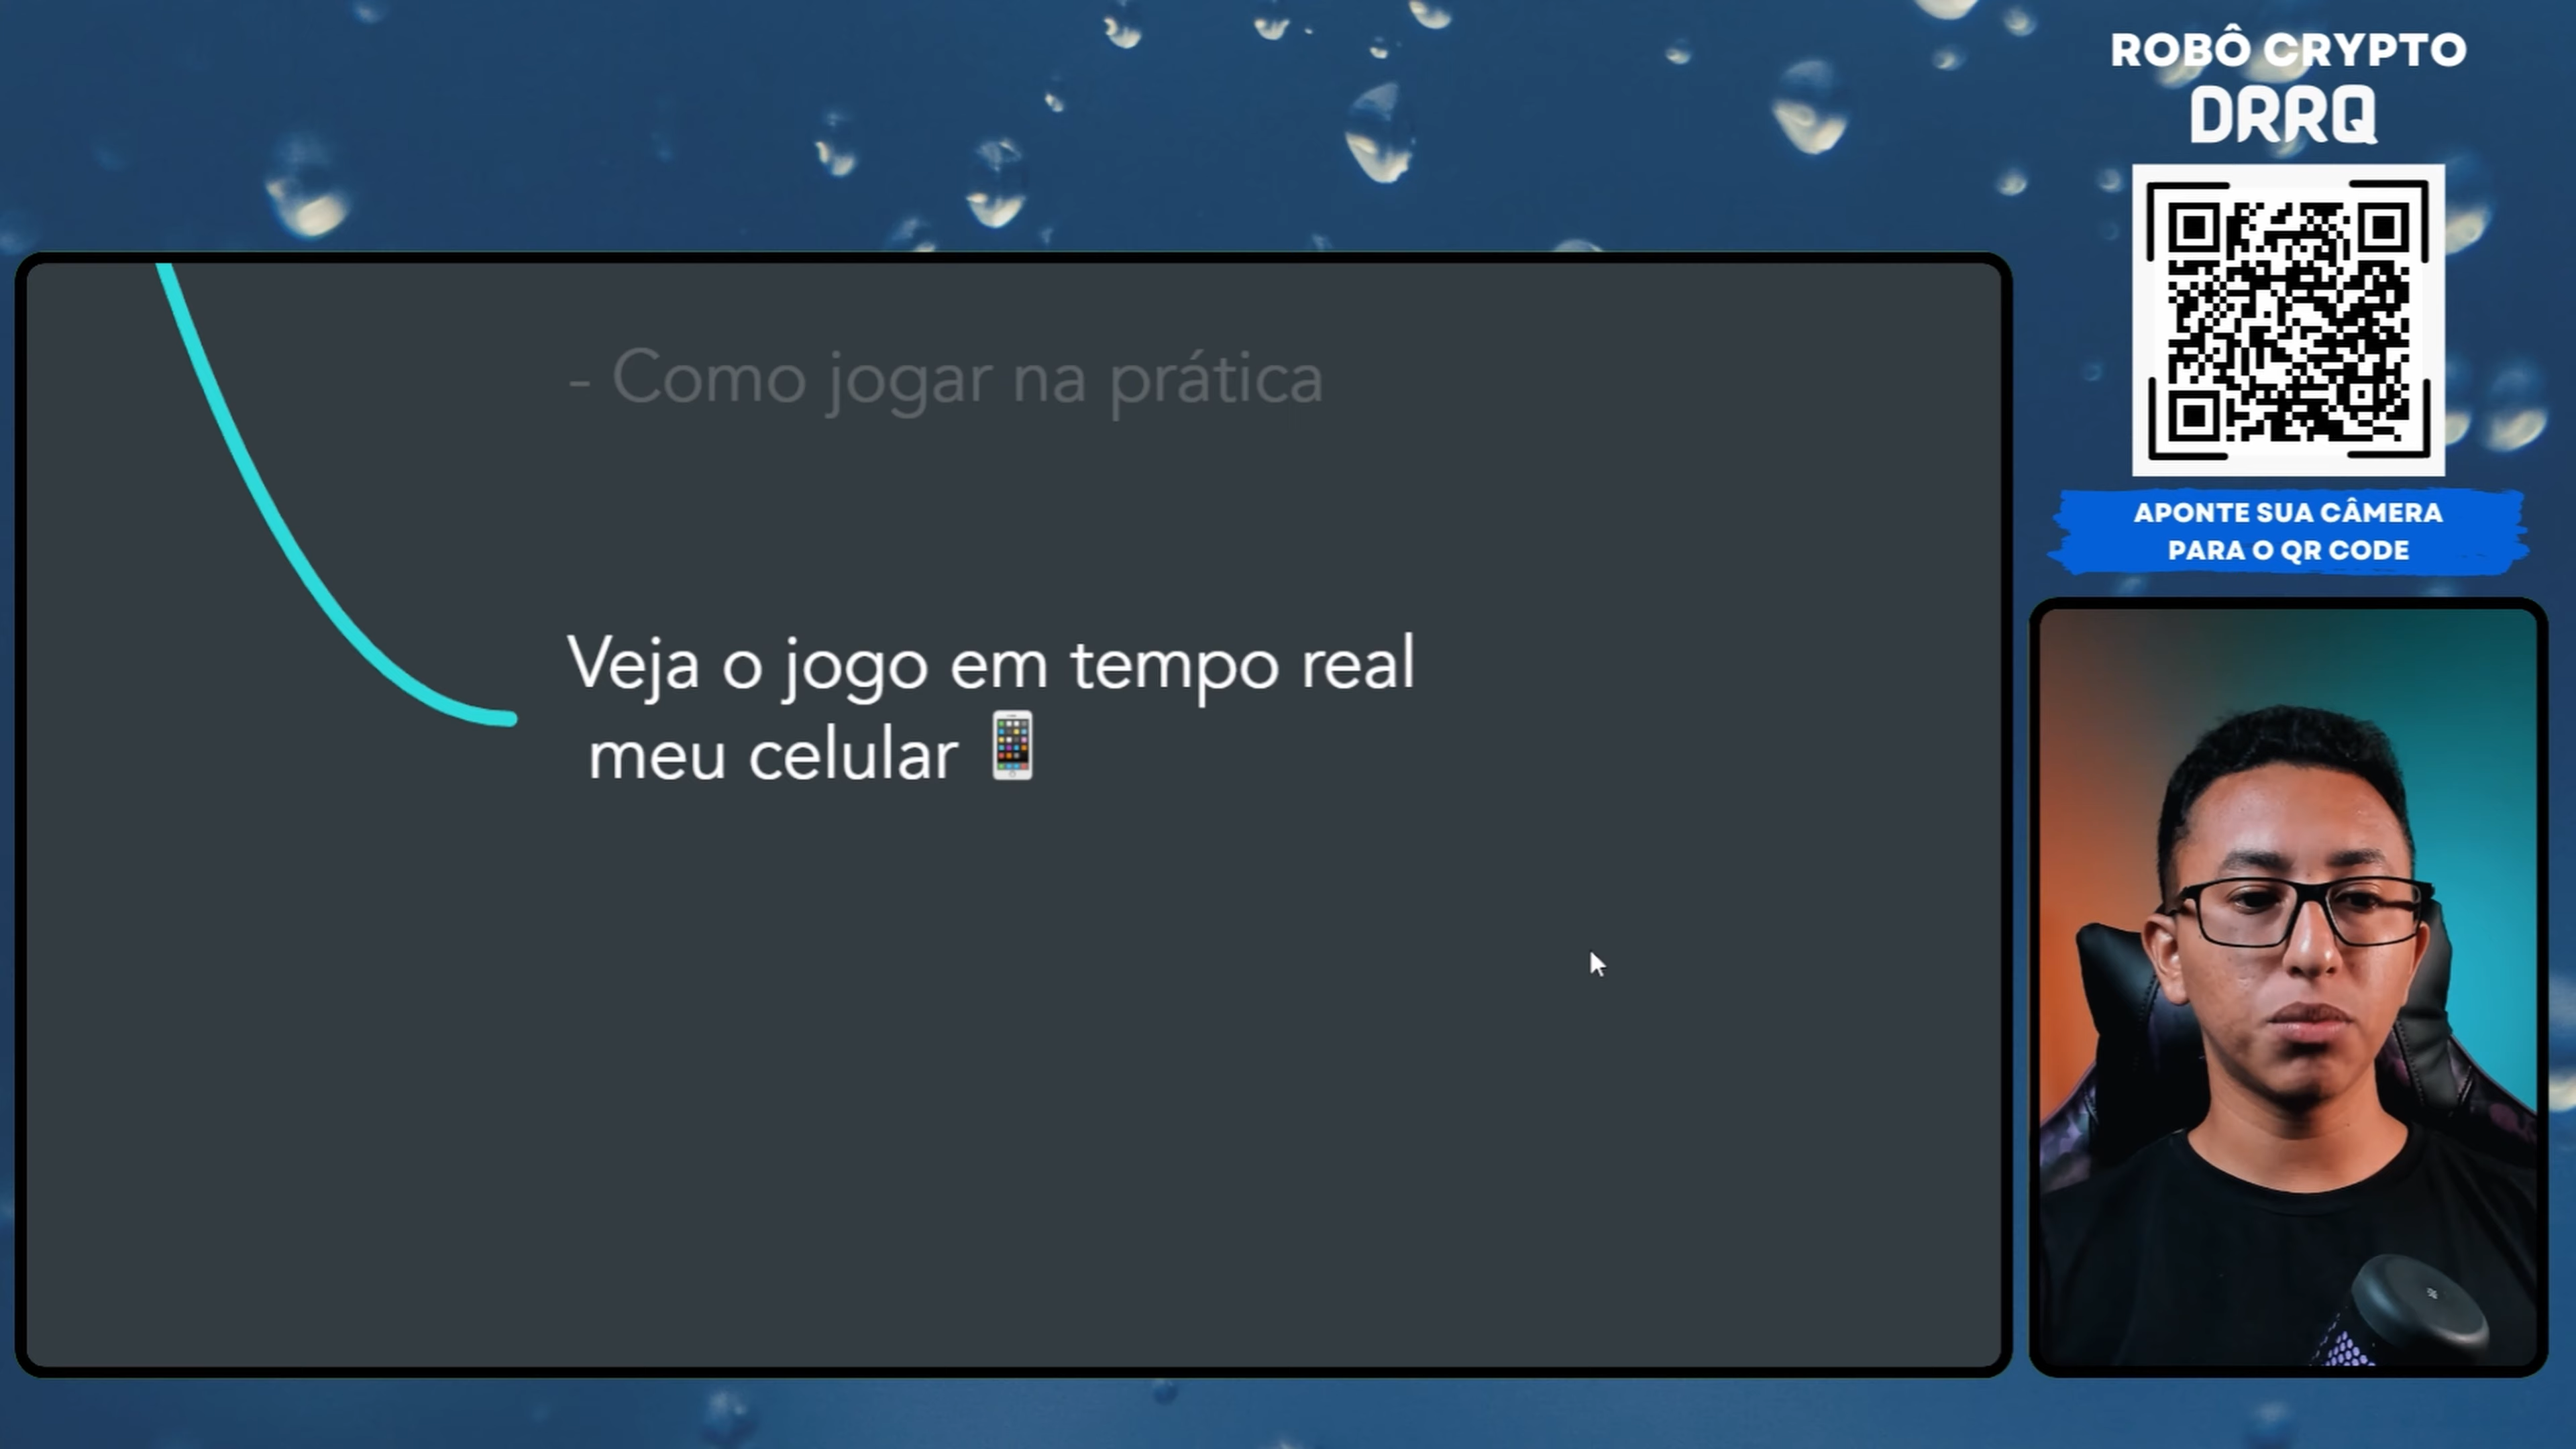 ROBÔ CRYPTO
DRRQ
- Como jogar na prática
APONTE SUA CÂMERA
PARA O QR CODE
Veja o jogo em tempo real
meu celular 📱